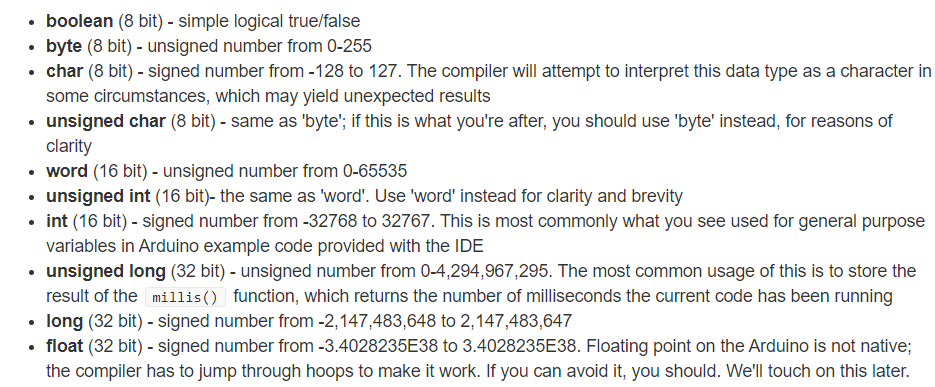 boolean (8 bit) - simple logical true/false
byte (8 bit) - unsigned number from 0-255
char (8 bit) - signed number from -128 to 127. The compiler will attempt to interpret this data type as a character in
some circumstances, which may yield unexpected results
unsigned char (8 bit) - same as 'byte'; if this is what you're after, you should use 'byte' instead, for reasons of
clarity
word (16 bit) - unsigned number from 0-65535
unsigned int (16 bit)- the same as 'word'. Use 'word' instead for clarity and brevity
int (16 bit) - signed number from -32768 to 32767. This is most commonly what you see used for general purpose
variables in Arduino example code provided with the IDE
unsigned long (32 bit) - unsigned number from 0-4,294,967,295. The most common usage of this is to store the
result of the millis() function, which returns the number of milliseconds the current code has been running
long (32 bit) - signed number from -2,147,483,648 to 2,147,483,647
float (32 bit) - signed number from -3.4028235E38 to 3.4028235E38. Floating point on the Arduino is not native;
the compiler has to jump through hoops to make it work. If you can avoid it, you should. We'll touch on this later.